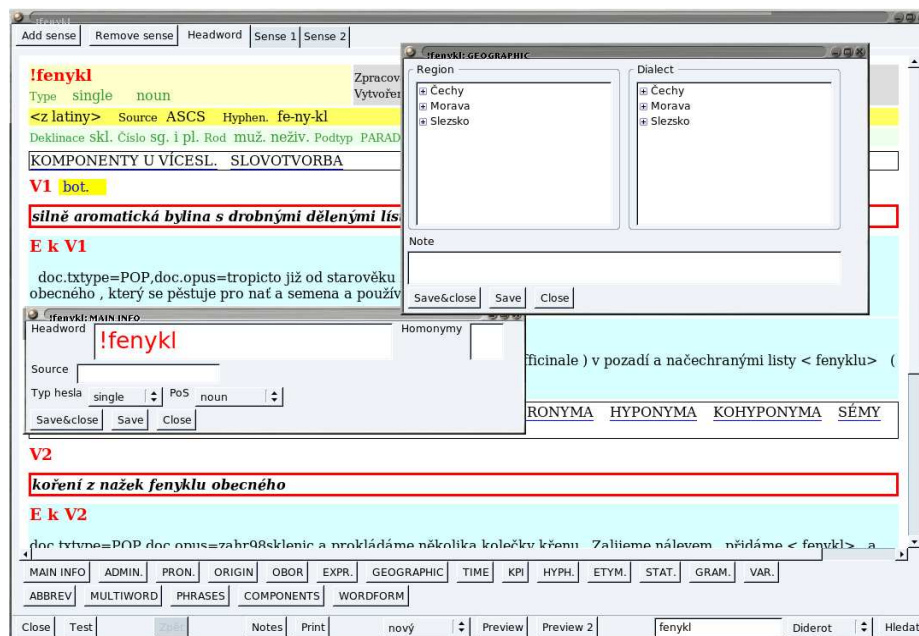 !fenykl
Add sense Remove sense Headword Sense 1 Sense 2
!fenykl
Type single noun
Zpracov
Vytvořer
<z latiny> Source ASCS Hyphen. fe-ny-kl
Deklinace skl. Číslo sg. i pl. Rod muž. neživ. Podtyp PARAD
KOMPONENTY U VÍCESL. SLOVOTVORBA
V1 bot.
silně aromatická bylina s drobnými dělenými líst
E k V1
doc.txtype=POP,doc.opus=tropicto již od starověku
obecného , který se pěstuje pro nať a semena a použív
!fenykl: GEOGRAPHIC
Region Dialect
Čechy Čechy
Morava Morava
Slezsko Slezsko
Note
Save&close Save Close
!fenykl: MAIN INFO
Headword !fenykl Homonymy
Source
Typ hesla single PoS noun
Save&close Save Close
fficinale ) v pozadí a načechranými listy < fenyklu> (
RONYMA HYPONYMA KOHYPONYMA SÉMY
V2
koření z nažek fenyklu obecného
E k V2
doc.txtype=POP,doc.opus=zahr98sklenic a prokládáme několika kolečky křenu . Zalijeme nálevem , přidáme < fenykl> , a
MAIN INFO ADMIN. PRON. ORIGIN OBOR EXPR. GEOGRAPHIC TIME KPI HYPH. ETYM. STAT. GRAM. VAR.
ABBREV MULTIWORD PHRASES COMPONENTS WORDFORM
Close Test Zpět Notes Print nový Preview Preview 2 fenykl Diderot Hledat